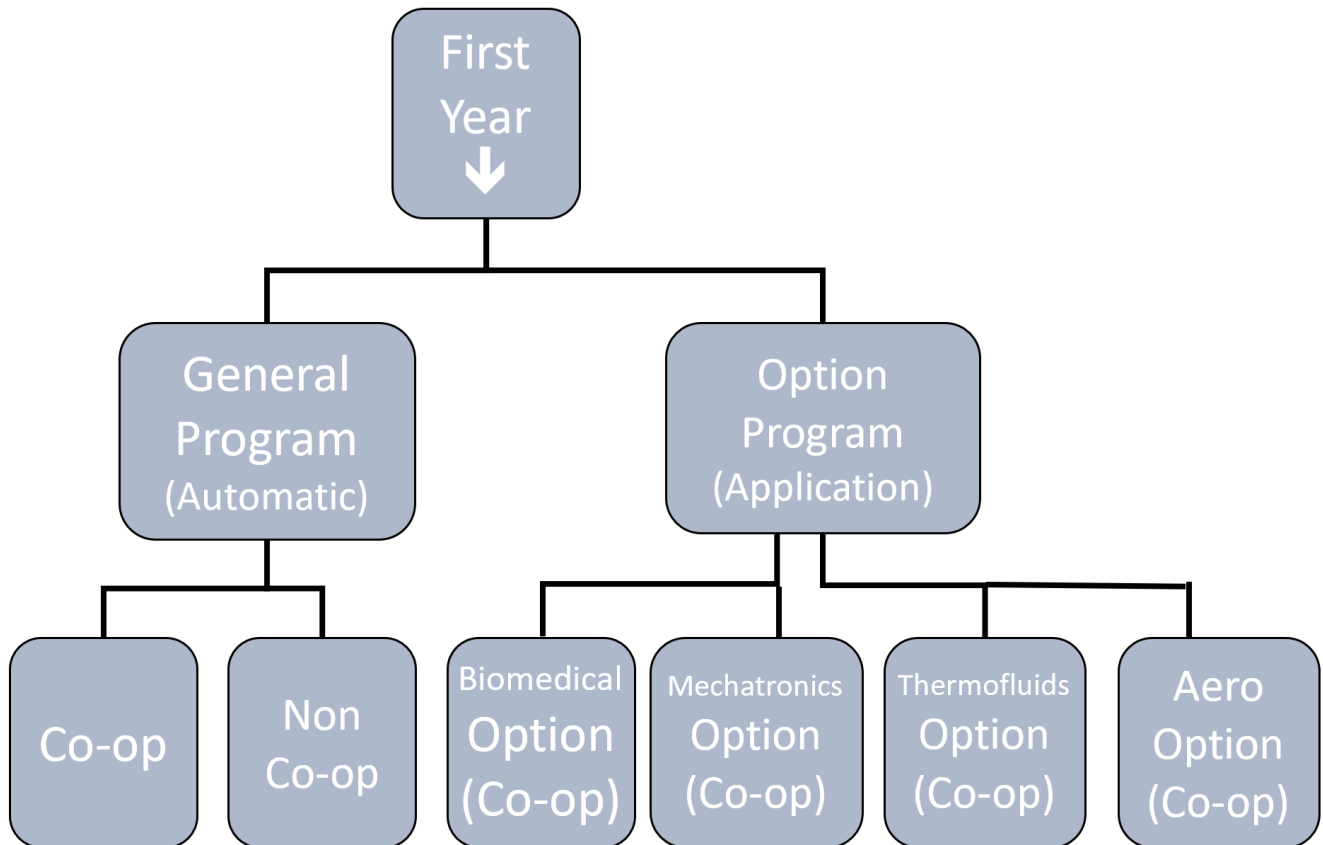 First
Year
General
Program
(Automatic)
Option
Program
(Application)
Co-op
Non
Co-op
Biomedical
Option
(Co-op)
Mechatronics
Option
(Co-op)
Thermofluids
Option
(Co-op)
Aero
Option
(Co-op)